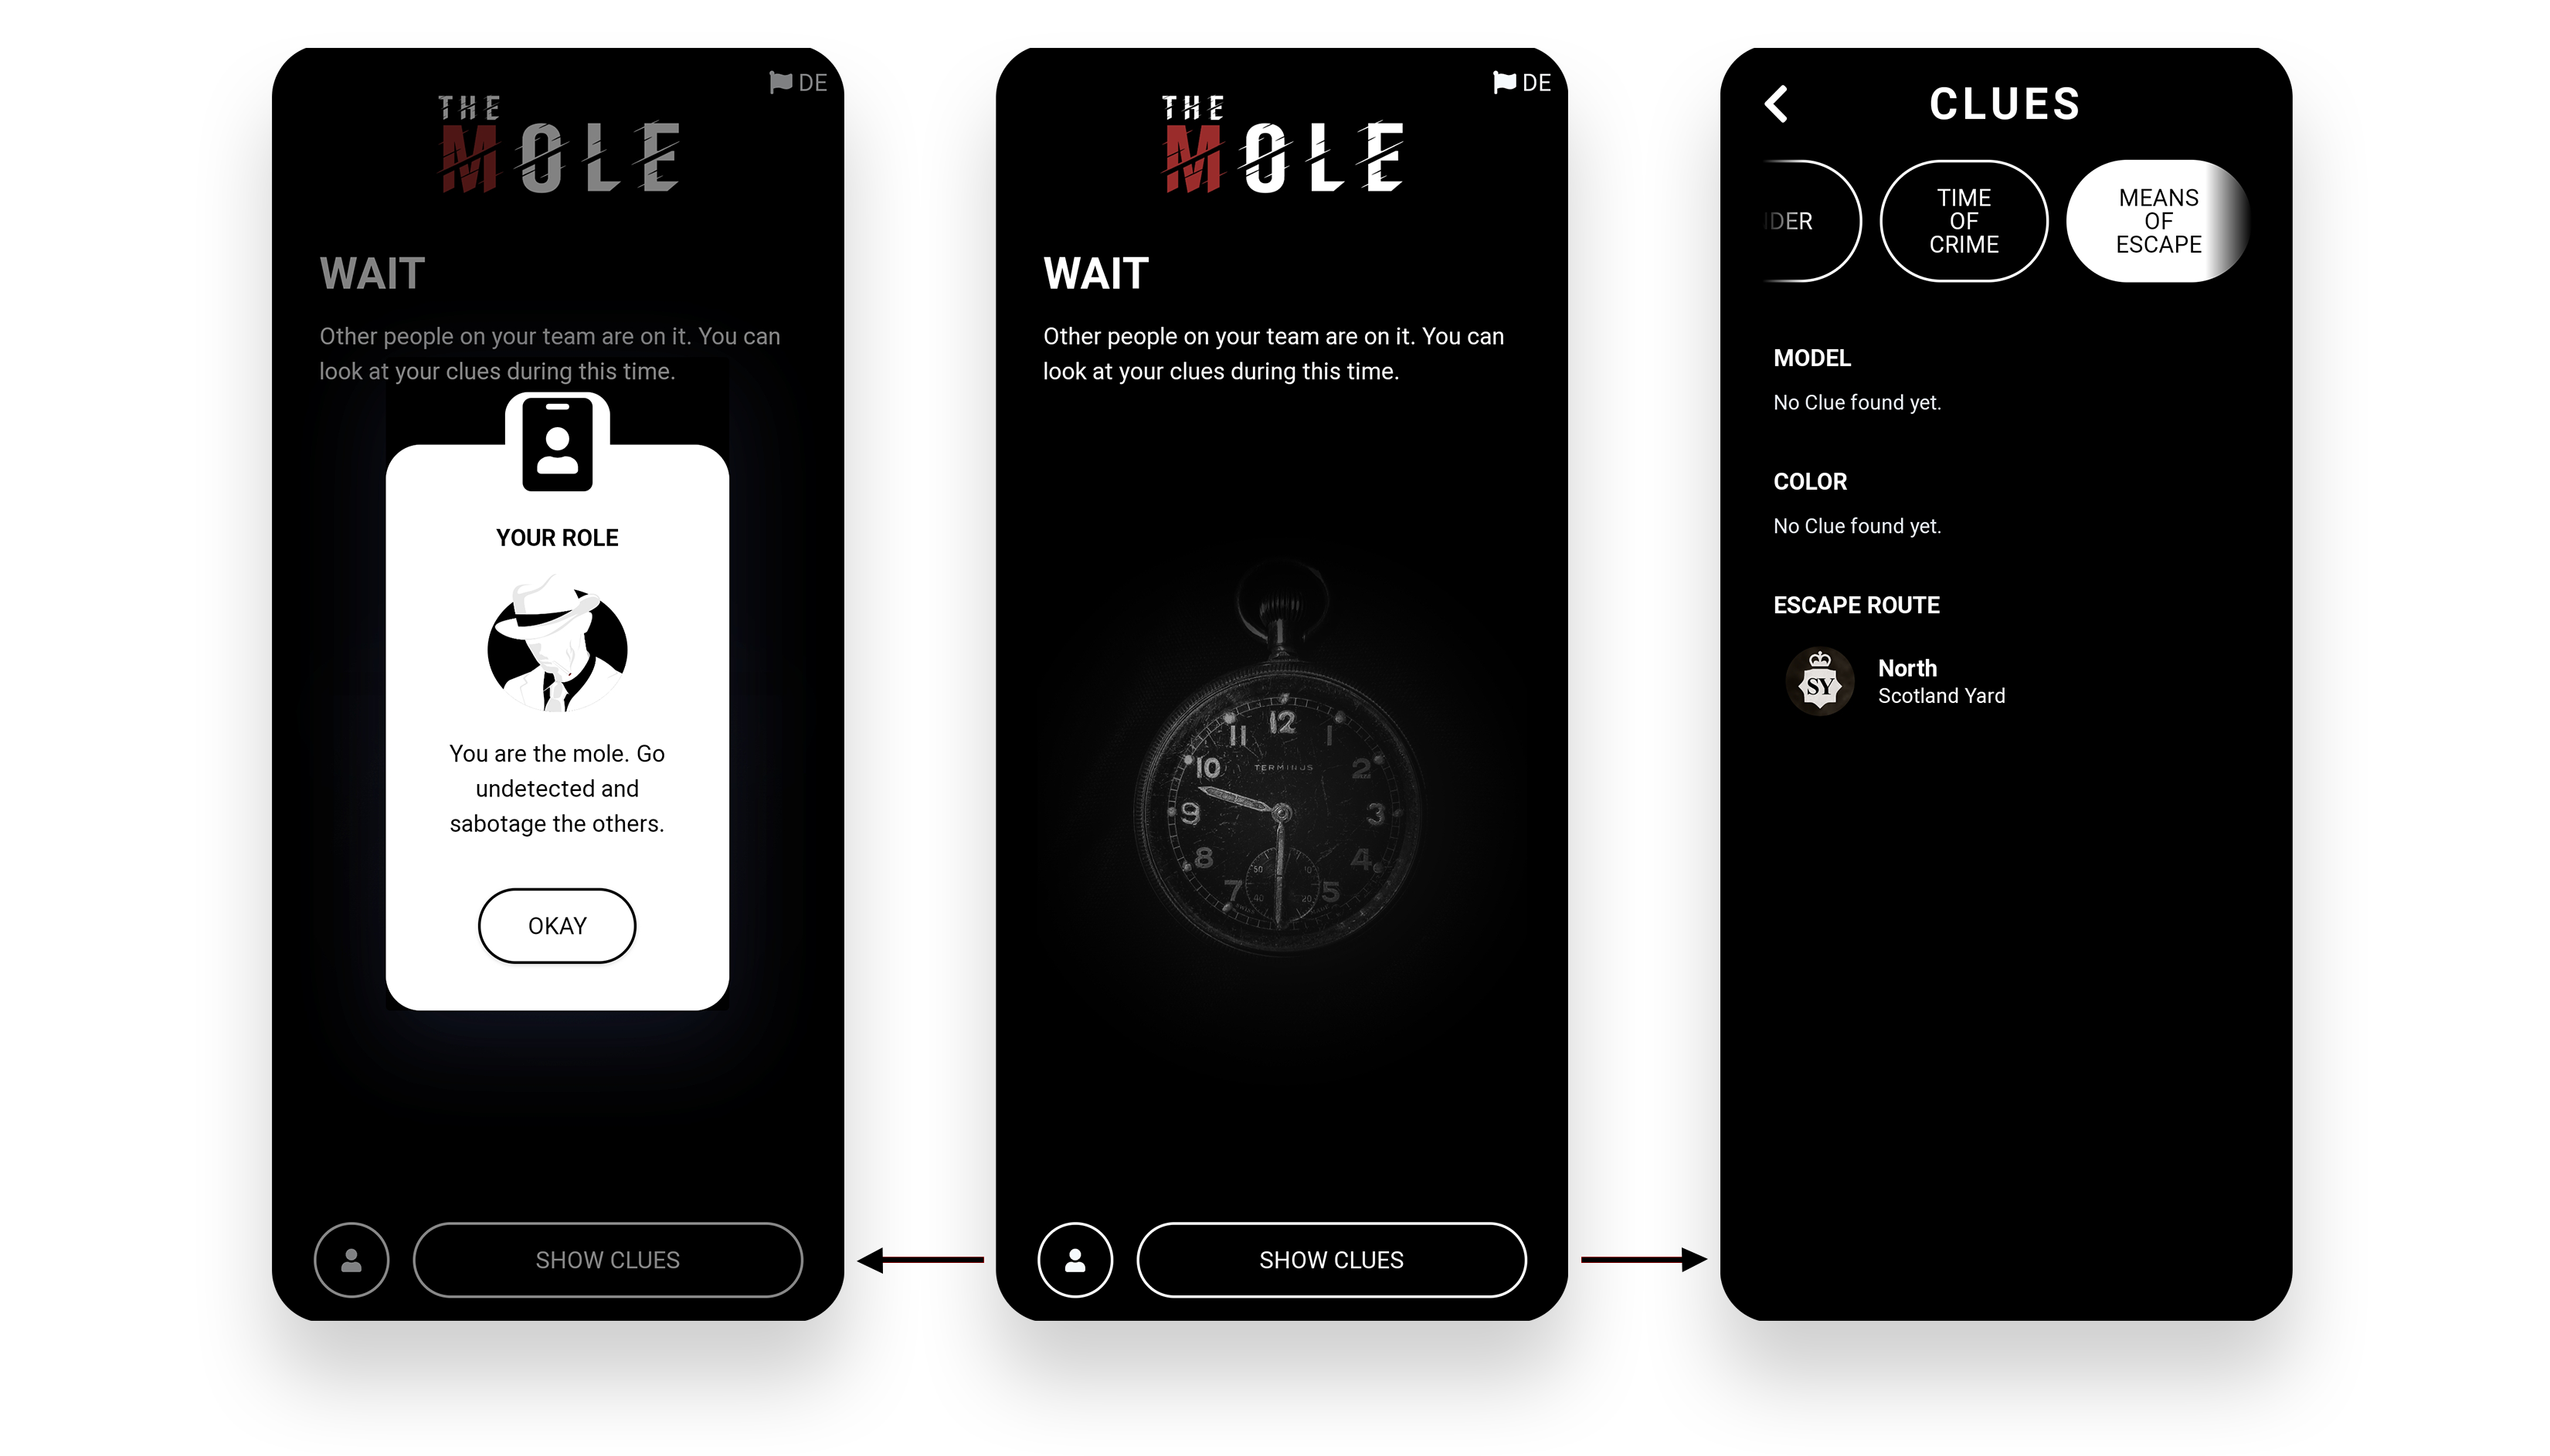 DE
THE
MOLE
WAIT
Other people on your team are on it. You can
look at your clues during this time.
YOUR ROLE
You are the mole. Go
undetected and
sabotage the others.
OKAY
SHOW CLUES
DE
THE
MOLE
WAIT
Other people on your team are on it. You can
look at your clues during this time.
12
11
1
10
TERMINUS
2
9
3
8
4
50
10
7
5
40
20
SHOW CLUES
CLUES
TIME
OF
CRIME
MEANS
OF
ESCAPE
MODEL
No Clue found yet.
COLOR
No Clue found yet.
ESCAPE ROUTE
SY
North
Scotland Yard